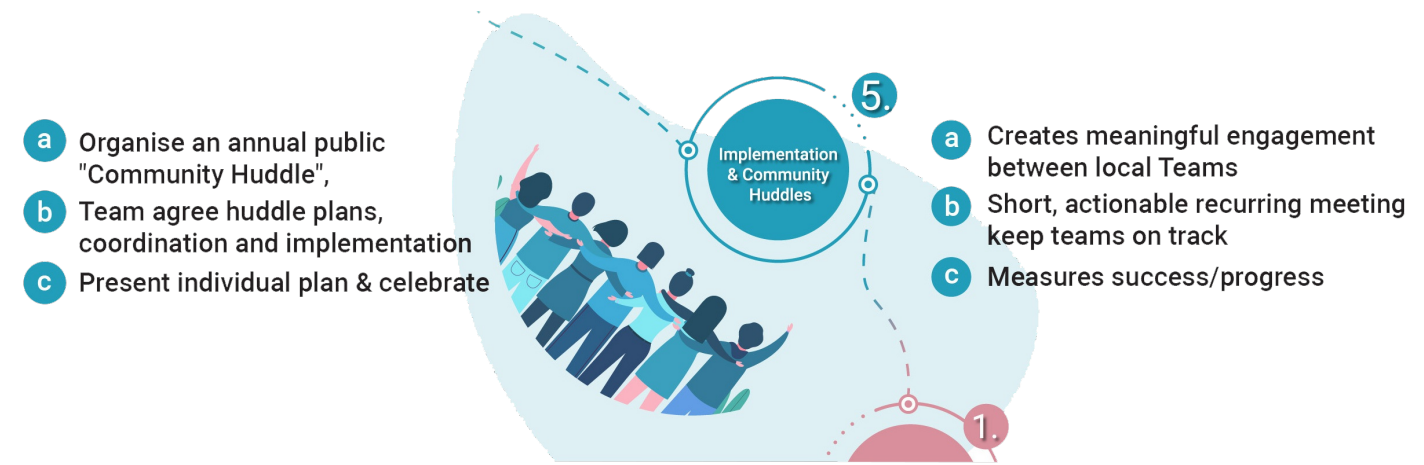 a Organise an annual public
"Community Huddle",
b Team agree huddle plans,
coordination and implementation
c Present individual plan & celebrate
Implementation
& Community
Huddles
5.
a Creates meaningful engagement
between local Teams
b Short, actionable recurring meeting
keep teams on track
c Measures success/progress
1.